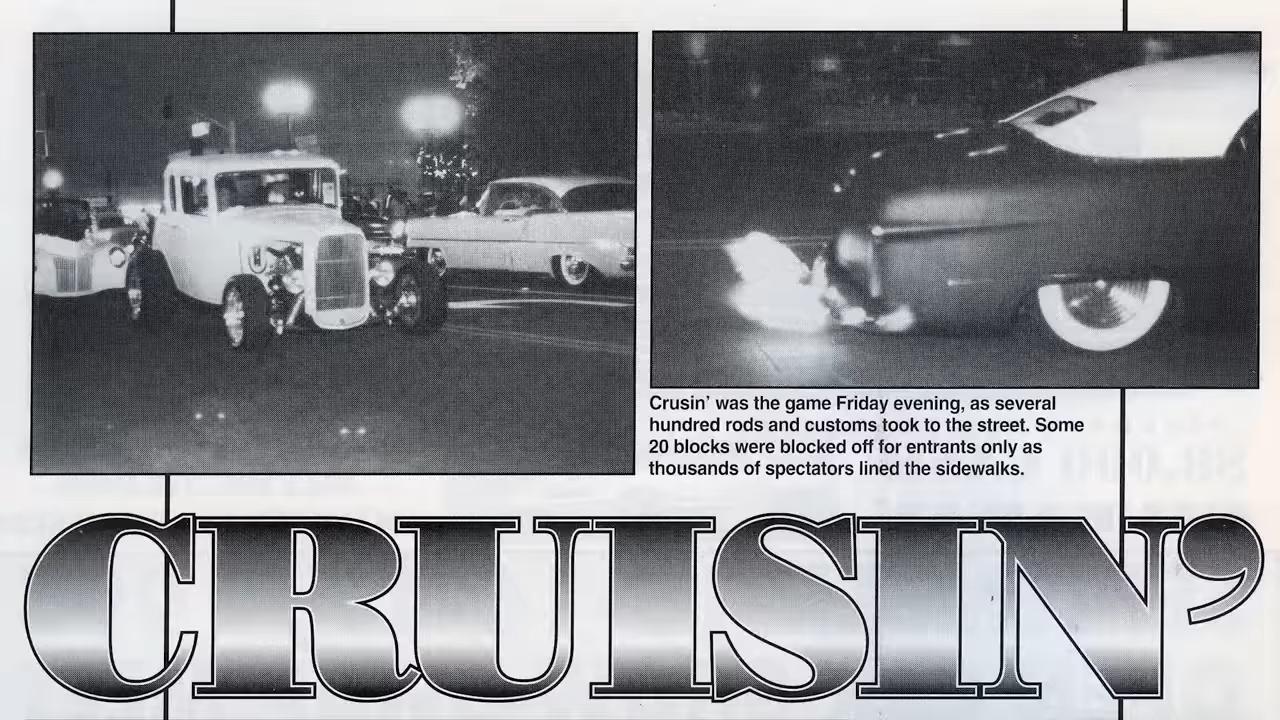 Crusin' was the game Friday evening, as several
hundred rods and customs took to the street. Some
20 blocks were blocked off for entrants only as
thousands of spectators lined the sidewalks.
CRUISIN'